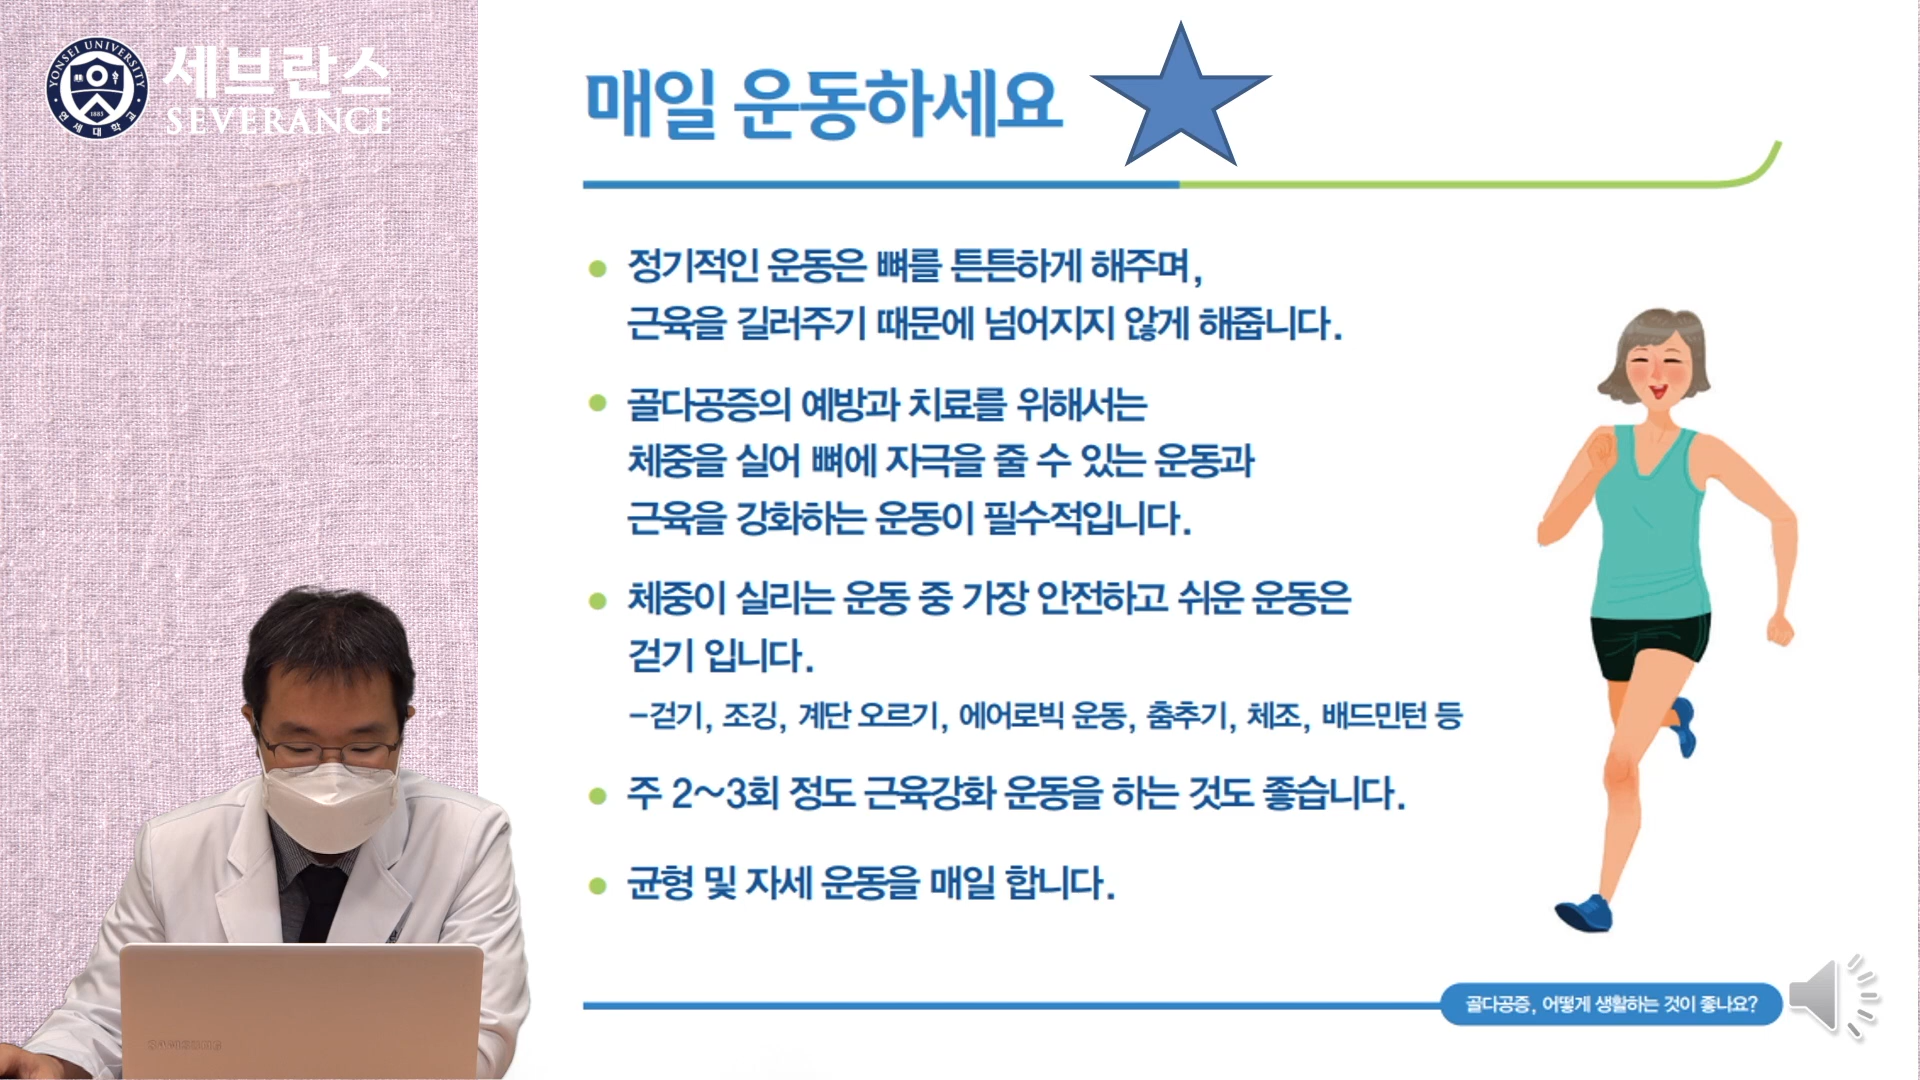 YONSEI UNIVERSITY
1885
연세대학교
세브란스
SEVERANCE
매일 운동하세요
정기적인 운동은 뼈를 튼튼하게 해주며,
근육을 길러주기 때문에 넘어지지 않게 해줍니다.
골다공증의 예방과 치료를 위해서는
체중을 실어 뼈에 자극을 줄 수 있는 운동과
근육을 강화하는 운동이 필수적입니다.
체중이 실리는 운동 중 가장 안전하고 쉬운 운동은
걷기 입니다.
-걷기, 조깅, 계단 오르기, 에어로빅 운동, 춤추기, 체조, 배드민턴 등
주 2~3회 정도 근육강화 운동을 하는 것도 좋습니다.
균형 및 자세 운동을 매일 합니다.
골다공증, 어떻게 생활하는 것이 좋나요?
SAMSUNG